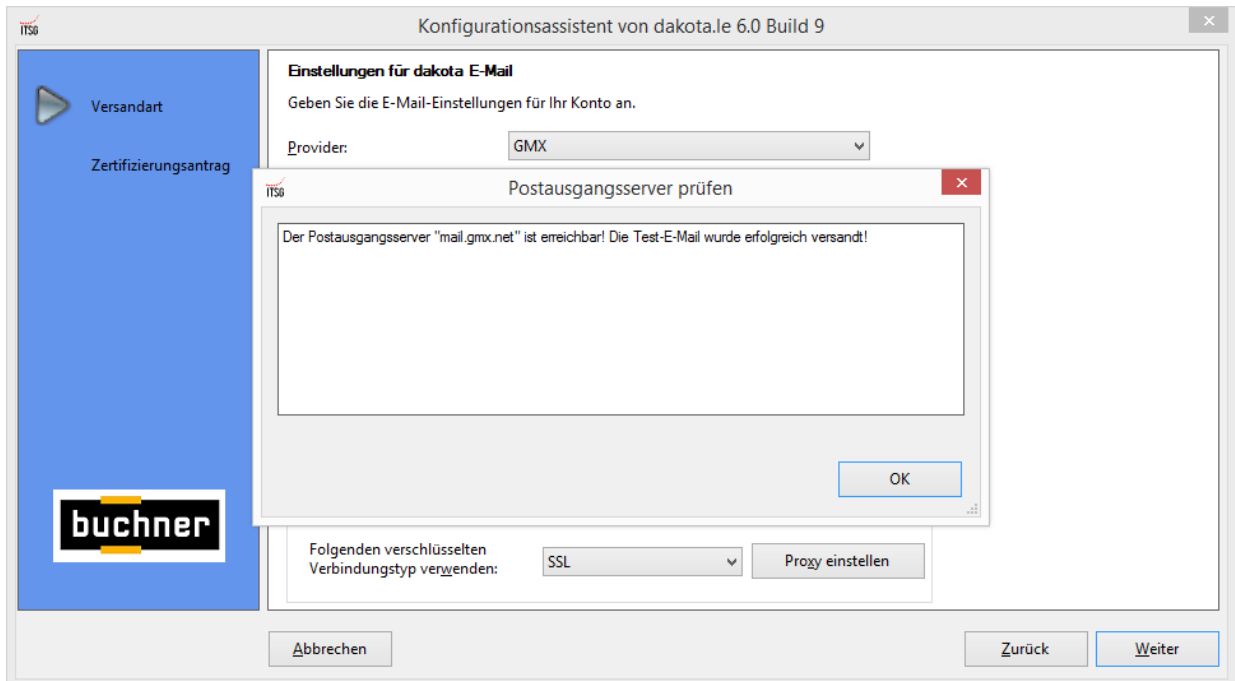 ITSG
Konfigurationsassistent von dakota.le 6.0 Build 9
Versandart
Zertifizierungsantrag
Einstellungen für dakota E-Mail
Geben Sie die E-Mail-Einstellungen für Ihr Konto an.
Provider:
GMX
ITSG
Postausgangsserver prüfen
Der Postausgangsserver "mail.gmx.net" ist erreichbar! Die Test-E-Mail wurde erfolgreich versandt!
OK
buchner
Folgenden verschlüsselten
Verbindungstyp verwenden:
SSL
Proxy einstellen
Abbrechen
Zurück
Weiter